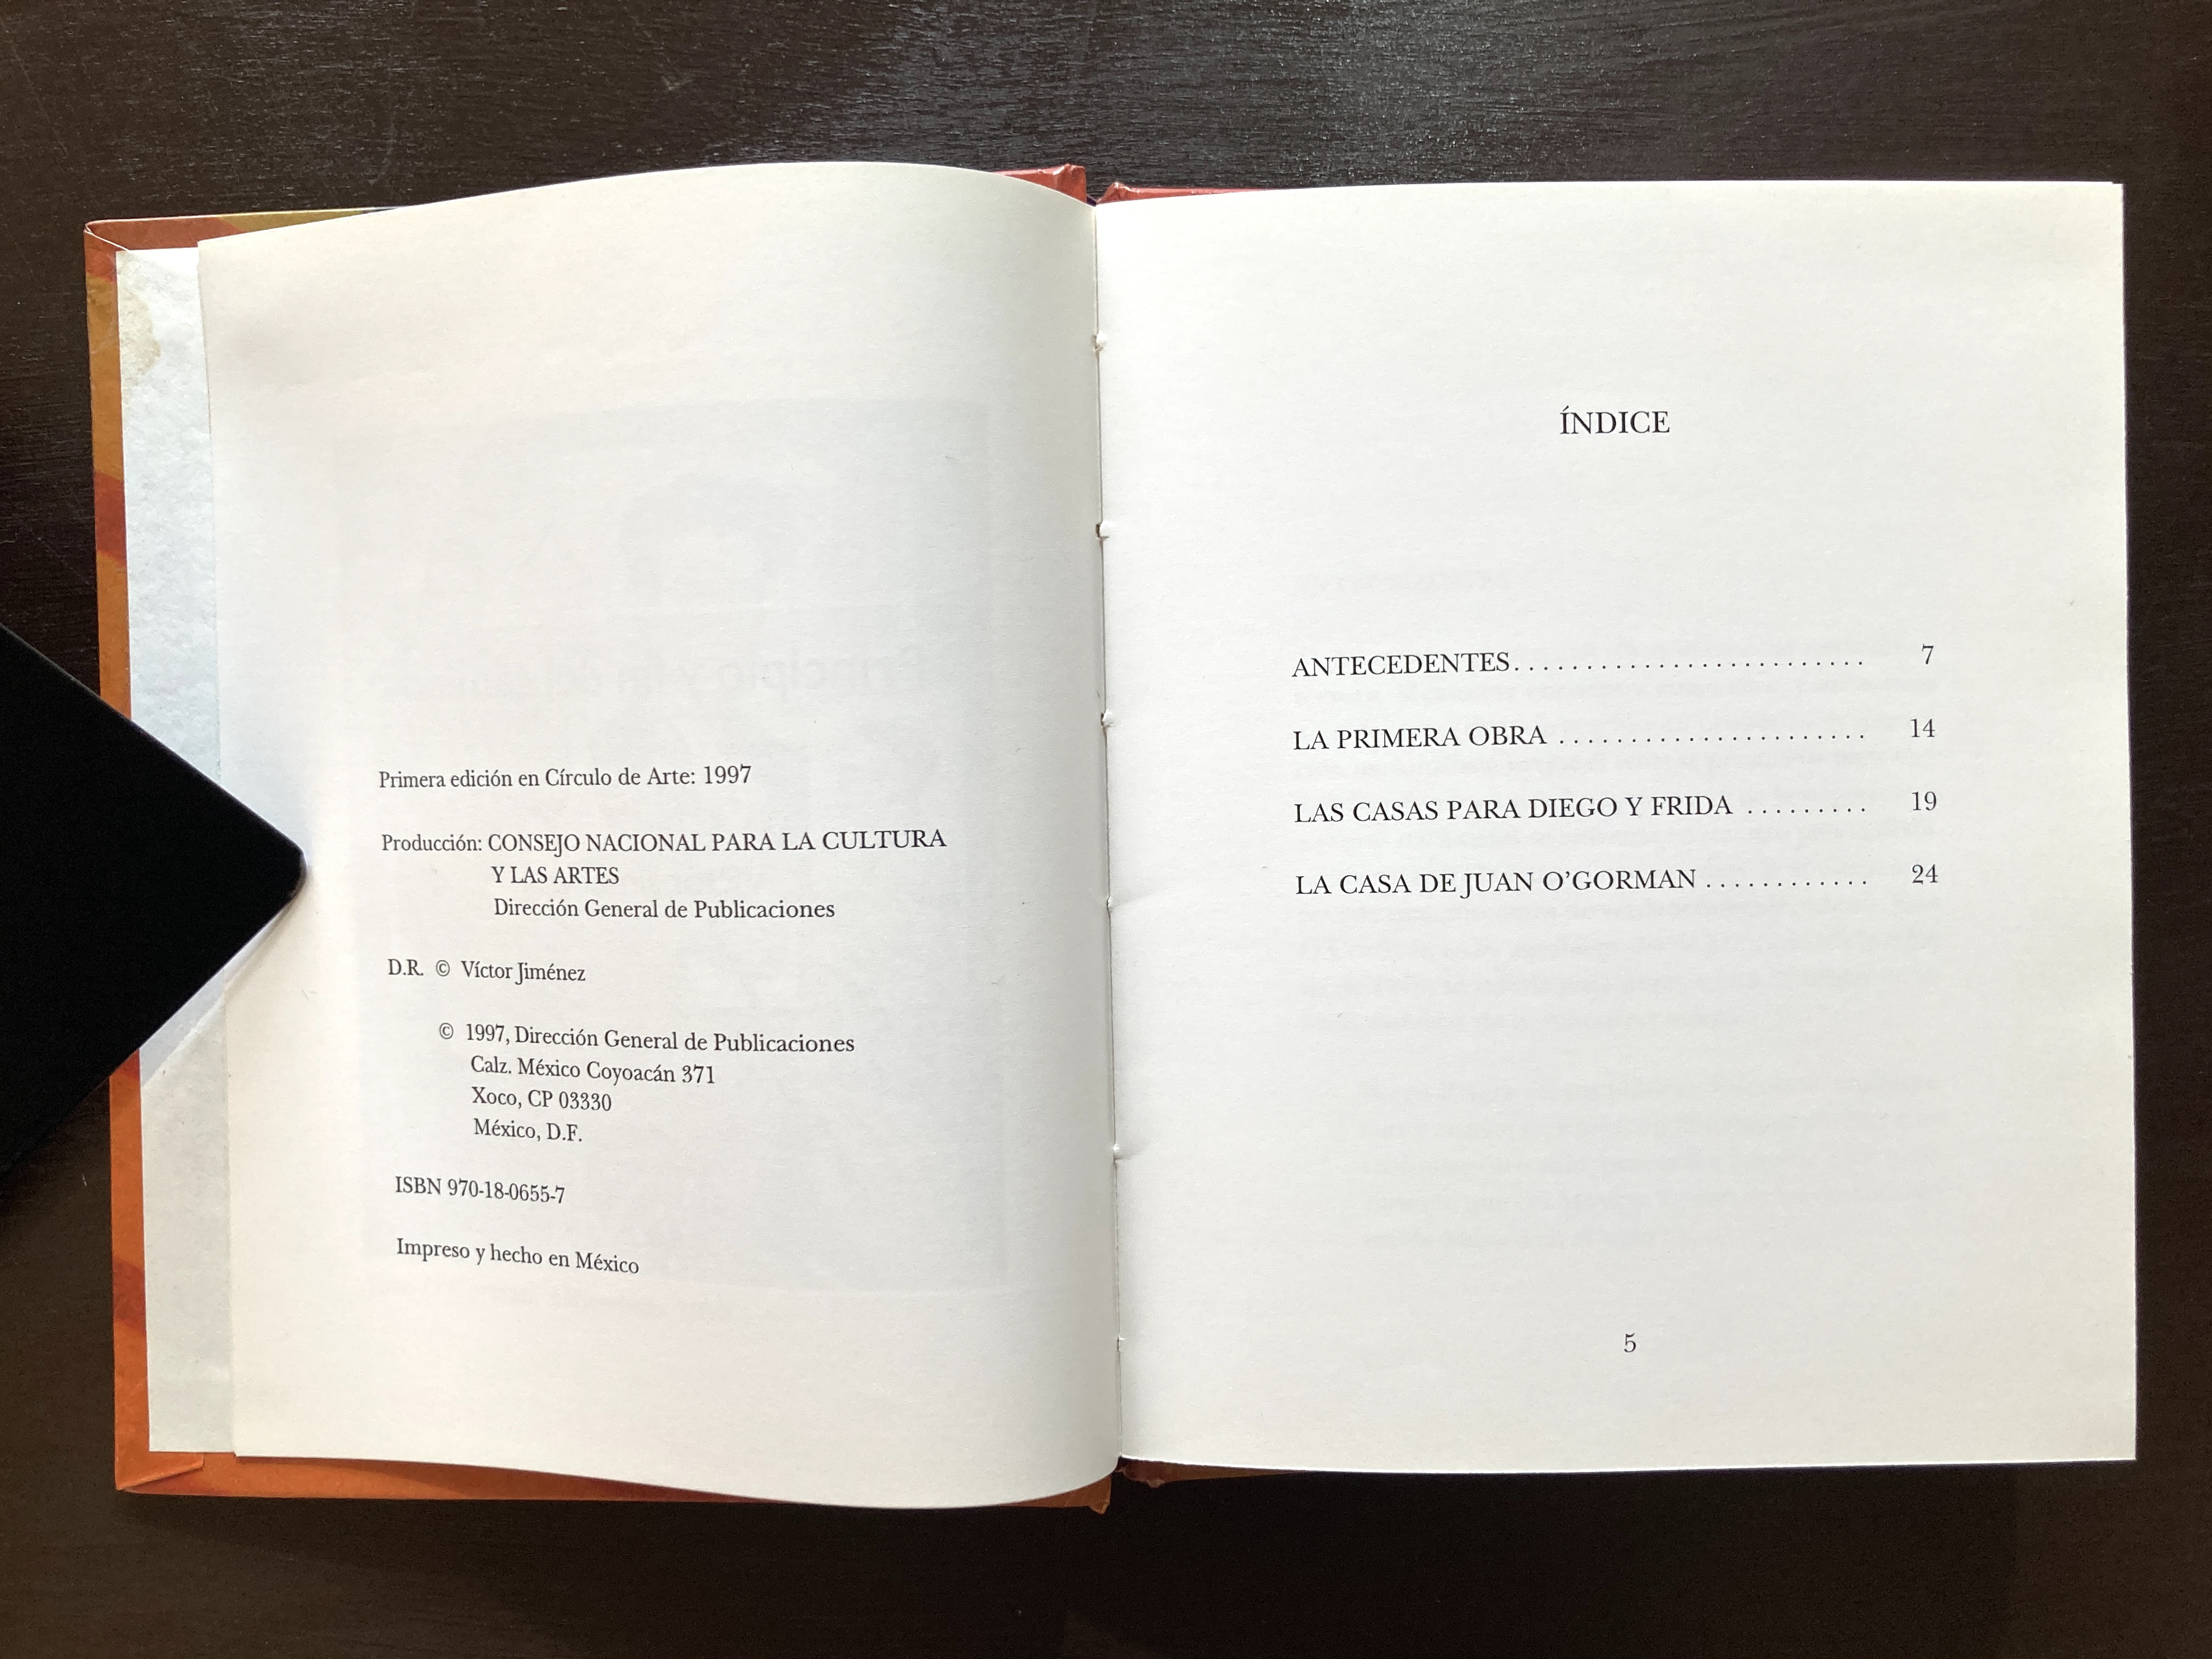 Primera edición en Círculo de Arte: 1997
Producción: CONSEJO NACIONAL PARA LA CULTURA
Y LAS ARTES
Dirección General de Publicaciones
D.R. © Víctor Jiménez
© 1997, Dirección General de Publicaciones
Calz. México Coyoacán 371
Xoco, CP 03330
México, D.F.
ISBN 970-18-0655-7
Impreso y hecho en México
ÍNDICE
ANTECEDENTES. . . . . . . . . . . . . . . . . . . . . . . . . 7
LA PRIMERA OBRA . . . . . . . . . . . . . . . . . . . . . . 14
LAS CASAS PARA DIEGO Y FRIDA . . . . . . . . . 19
LA CASA DE JUAN O'GORMAN . . . . . . . . . . . . 24
5